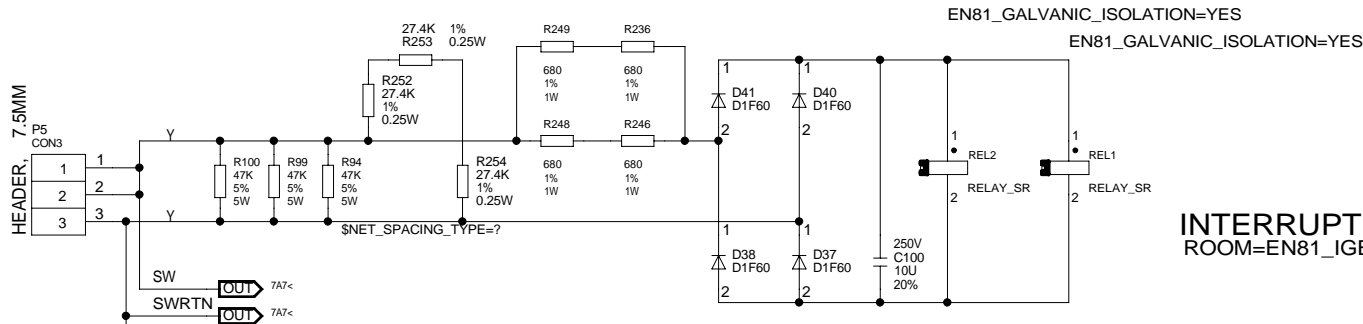 EN81_GALVANIC_ISOLATION=YES
EN81_GALVANIC_ISOLATION=YES
27.4K 1%
R253 0.25W
R252
27.4K
1%
0.25W
R249
680
1%
1W
R236
680
1%
1W
R248
680
1%
1W
R246
680
1%
1W
HEADER, 7.5MM
P5
CON3
1 1
2 2
3 3
Y
Y
R100
47K
5%
5W
R99
47K
5%
5W
R94
47K
5%
5W
R254
27.4K
1%
0.25W
$NET_SPACING_TYPE=?
1
D41
D1F60
2
1
D40
D1F60
2
1
D38
D1F60
2
1
D37
D1F60
2
250V
C100
10U
20%
1
REL2
RELAY_SR
2
1
REL1
RELAY_SR
2
INTERRUPT
ROOM=EN81_IGE
SW
OUT 7A7<
SWRTN
OUT 7A7<